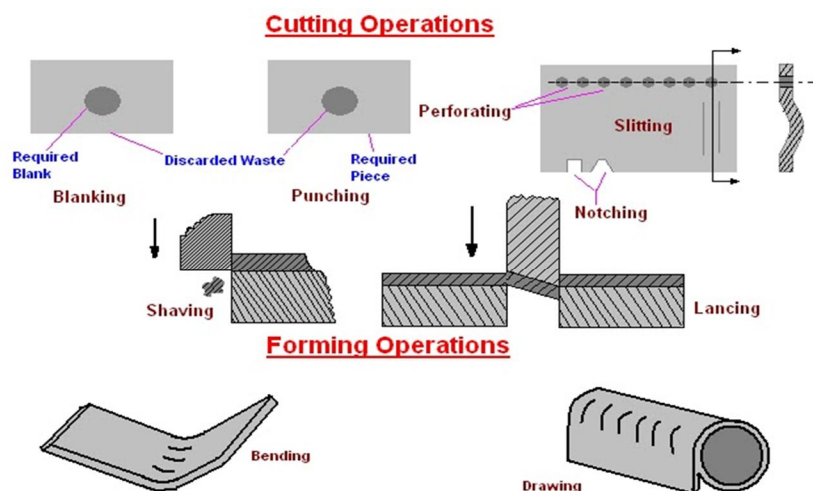 Cutting Operations
Required
Blank
Discarded Waste
Required
Piece
Blanking
Punching
Perforating
Slitting
Notching
Shaving
Lancing
Forming Operations
Bending
Drawing